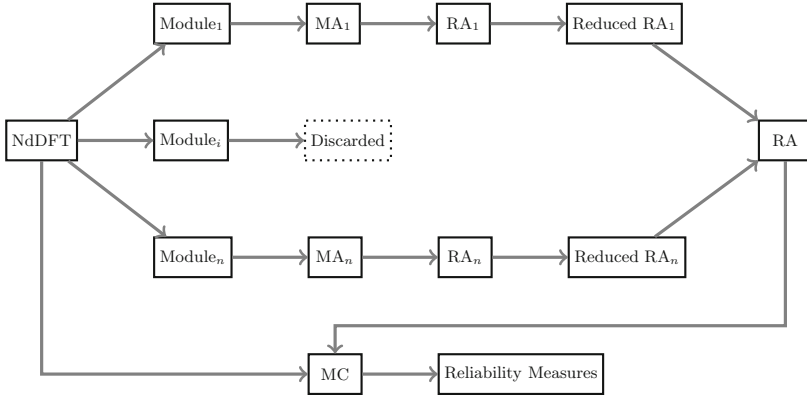 Module₁ MA₁ RA₁ Reduced RA₁
NdDFT Moduleᵢ Discarded RA
Moduleₙ MAₙ RAₙ Reduced RAₙ
MC Reliability Measures